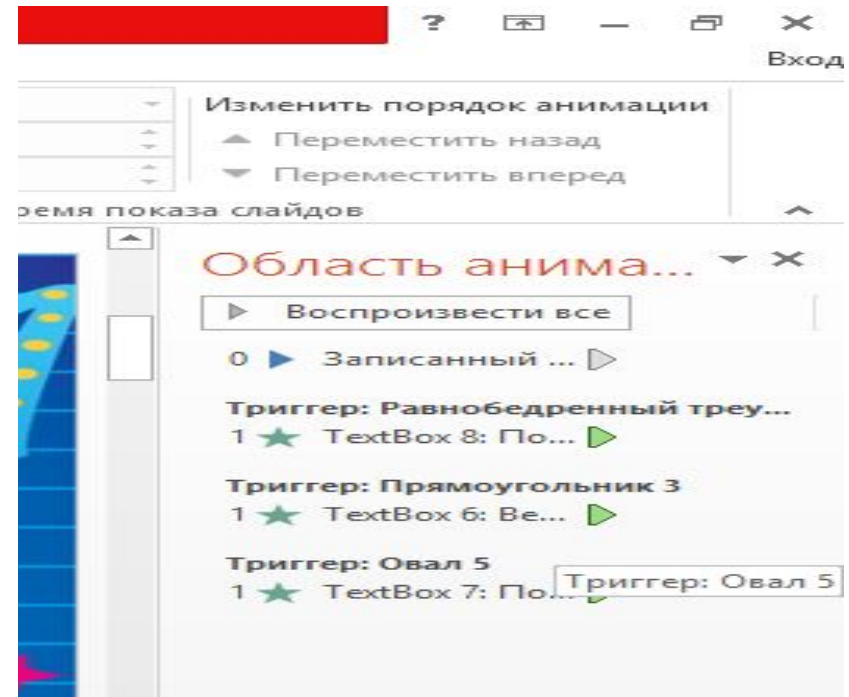 ?
Вход
Изменить порядок анимации
Переместить назад
Переместить вперед
ремя показа слайдов
Область анима...
Воспроизвести все
0 Записанный ...
Триггер: Равнобедренный треу...
1 TextBox 8: По...
Триггер: Прямоугольник 3
1 TextBox 6: Ве...
Триггер: Овал 5
1 TextBox 7: По...
Триггер: Овал 5